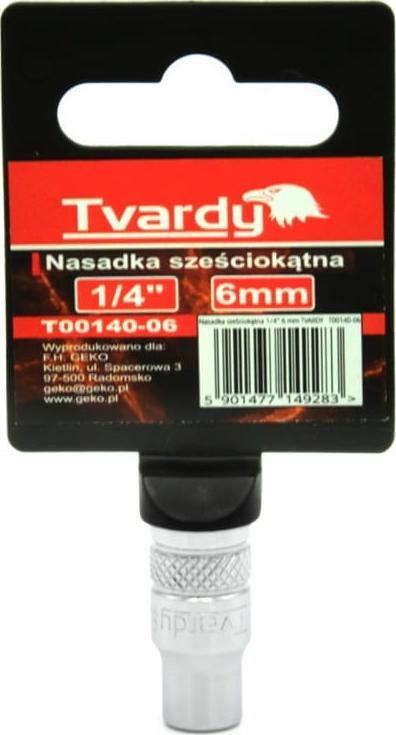 Tvardy
Nasadka sześciokątna
1/4" 6mm
T00140-06
Nasadka sześciokątna 1/4" 6 mm TVARDY T00140-06
Wyprodukowano dla:
F.H. GEKO
Kietlin, ul. Spacerowa 3
97-500 Radomsko
geko@geko.pl
www.geko.pl
5 901477 149283 >
Tvardy